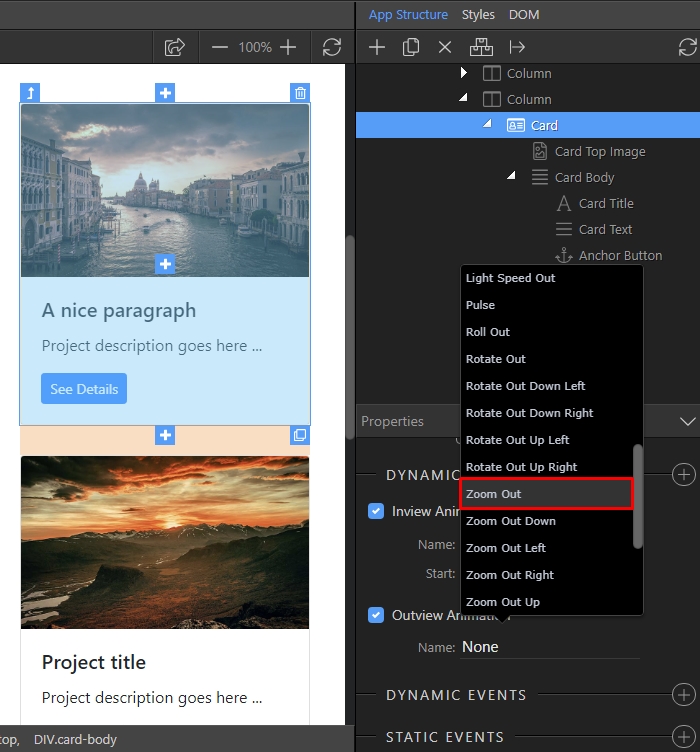 App Structure Styles DOM
100%
Column
Column
Card
Card Top Image
Card Body
Card Title
Card Text
Anchor Button
A nice paragraph
Project description goes here ...
See Details
Project title
Project description goes here ...
Light Speed Out
Pulse
Roll Out
Rotate Out
Rotate Out Down Left
Rotate Out Down Right
Rotate Out Up Left
Rotate Out Up Right
Zoom Out
Zoom Out Down
Zoom Out Left
Zoom Out Right
Zoom Out Up
Properties
DYNAMIC
Inview Ani
Name:
Start:
Outview Animation
Name: None
DYNAMIC EVENTS
STATIC EVENTS
top, DIV.card-body